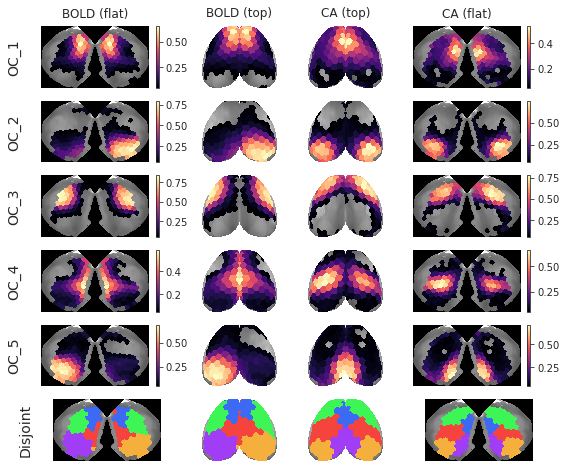 BOLD (flat) BOLD (top) CA (top) CA (flat)
OC_1 0.50 0.25 0.4 0.2
OC_2 0.75 0.50 0.25 0.50 0.25
OC_3 0.75 0.50 0.25 0.75 0.50 0.25
OC_4 0.4 0.2 0.50 0.25
OC_5 0.50 0.25 0.50 0.25
Disjoint